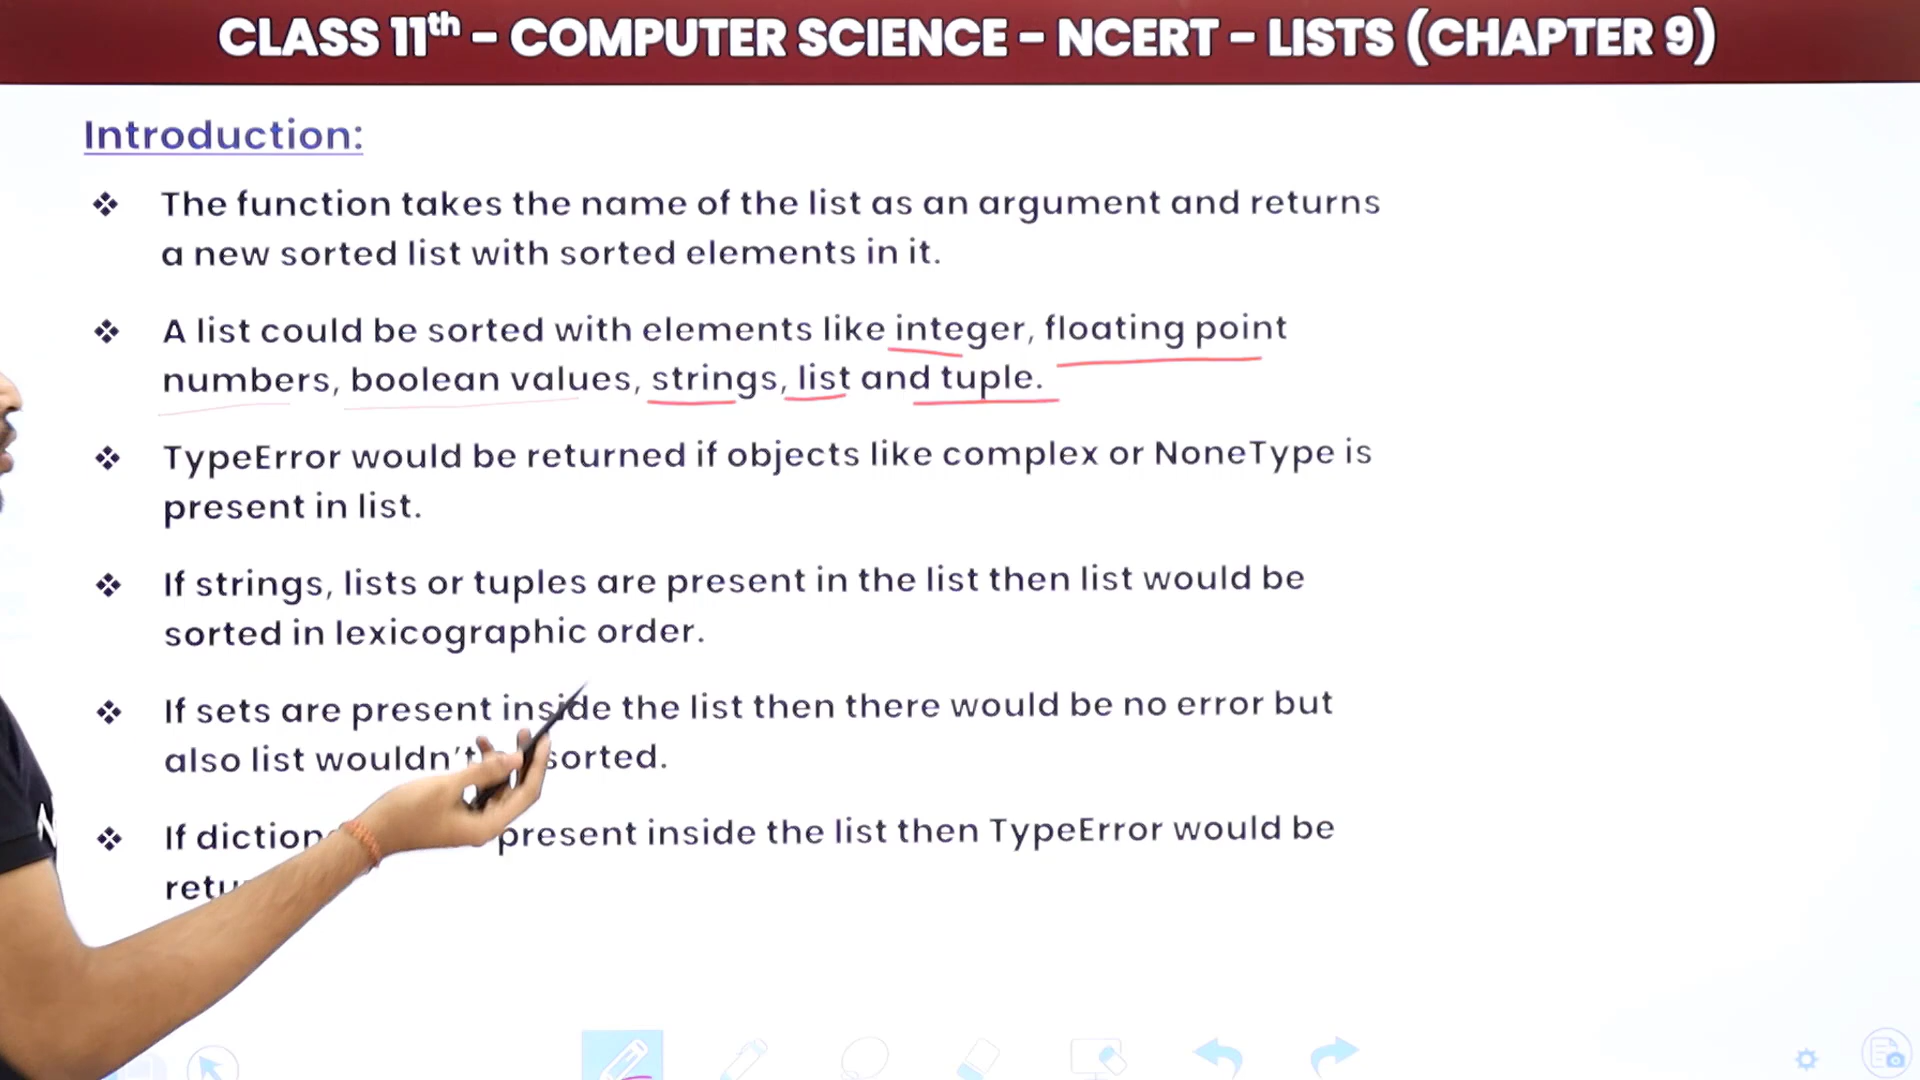 CLASS 11th - COMPUTER SCIENCE - NCERT - LISTS (CHAPTER 9)
Introduction:
❖ The function takes the name of the list as an argument and returns
a new sorted list with sorted elements in it.
❖ A list could be sorted with elements like integer, floating point
numbers, boolean values, strings, list and tuple.
❖ TypeError would be returned if objects like complex or NoneType is
present in list.
❖ If strings, lists or tuples are present in the list then list would be
sorted in lexicographic order.
❖ If sets are present inside the list then there would be no error but
also list wouldn't sorted.
❖ If present inside the list then TypeError would be